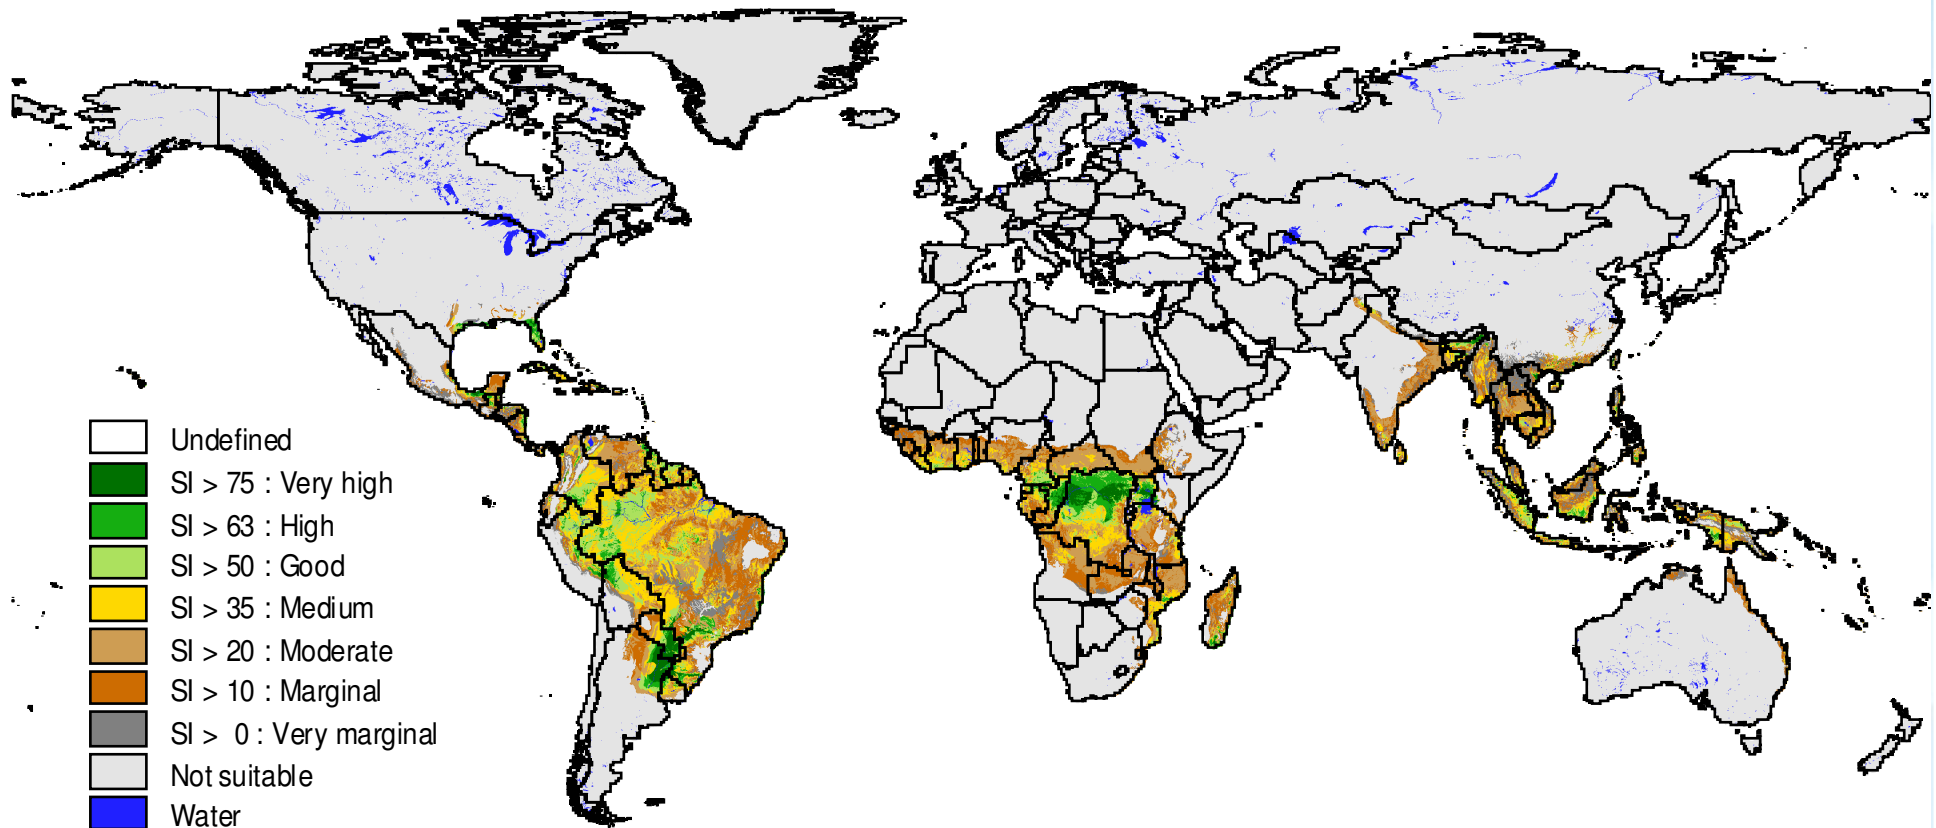 Undefined
SI > 75 : Very high
SI > 63 : High
SI > 50 : Good
SI > 35 : Medium
SI > 20 : Moderate
SI > 10 : Marginal
SI > 0 : Very marginal
Not suitable
Water